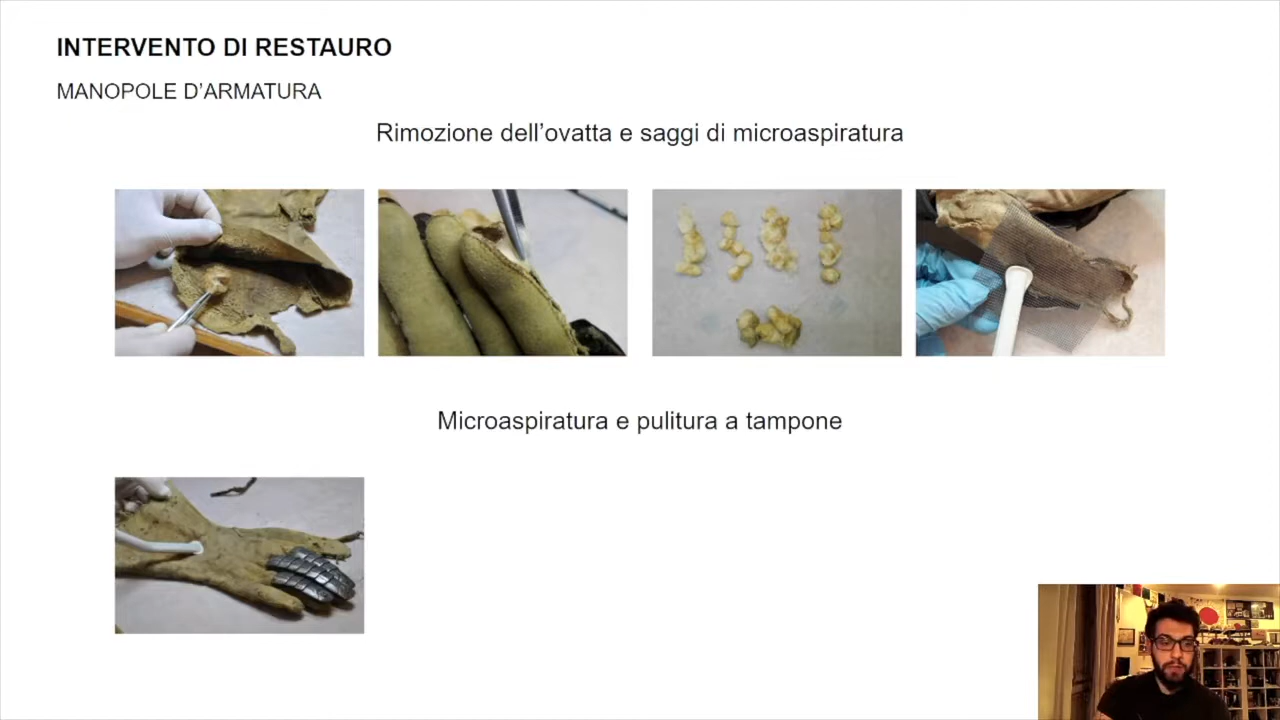 INTERVENTO DI RESTAURO
MANOPOLE D'ARMATURA
Rimozione dell'ovatta e saggi di microaspiratura
Microaspiratura e pulitura a tampone